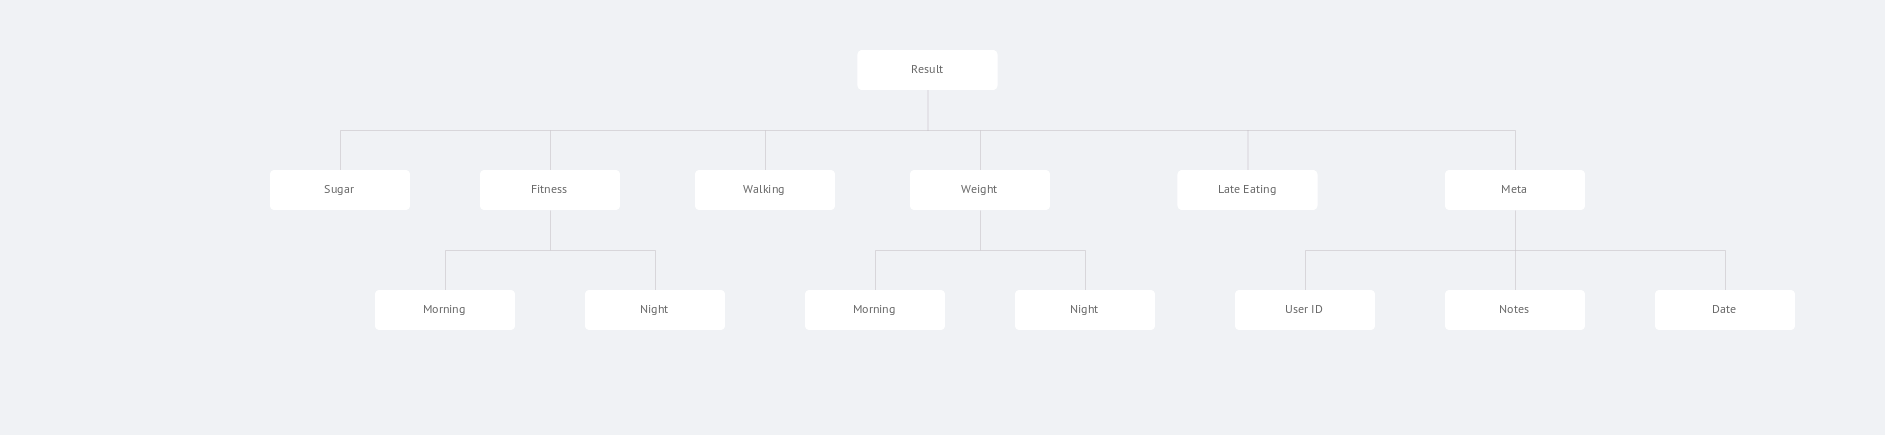 Result
Sugar
Fitness
Walking
Weight
Late Eating
Meta
Morning
Night
Morning
Night
User ID
Notes
Date